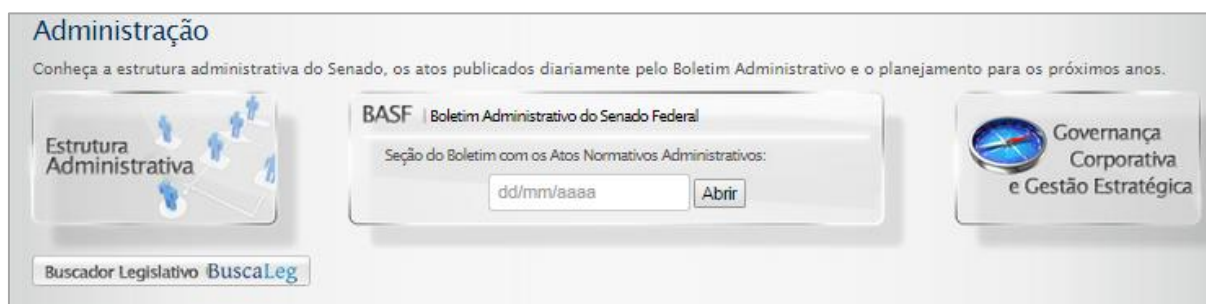 Administração
Conheça a estrutura administrativa do Senado, os atos publicados diariamente pelo Boletim Administrativo e o planejamento para os próximos anos.
Estrutura
Administrativa
BASF | Boletim Administrativo do Senado Federal
Seção do Boletim com os Atos Normativos Administrativos:
dd/mm/aaaa
Abrir
Governança
Corporativa
e Gestão Estratégica
Buscador Legislativo BuscaLeg